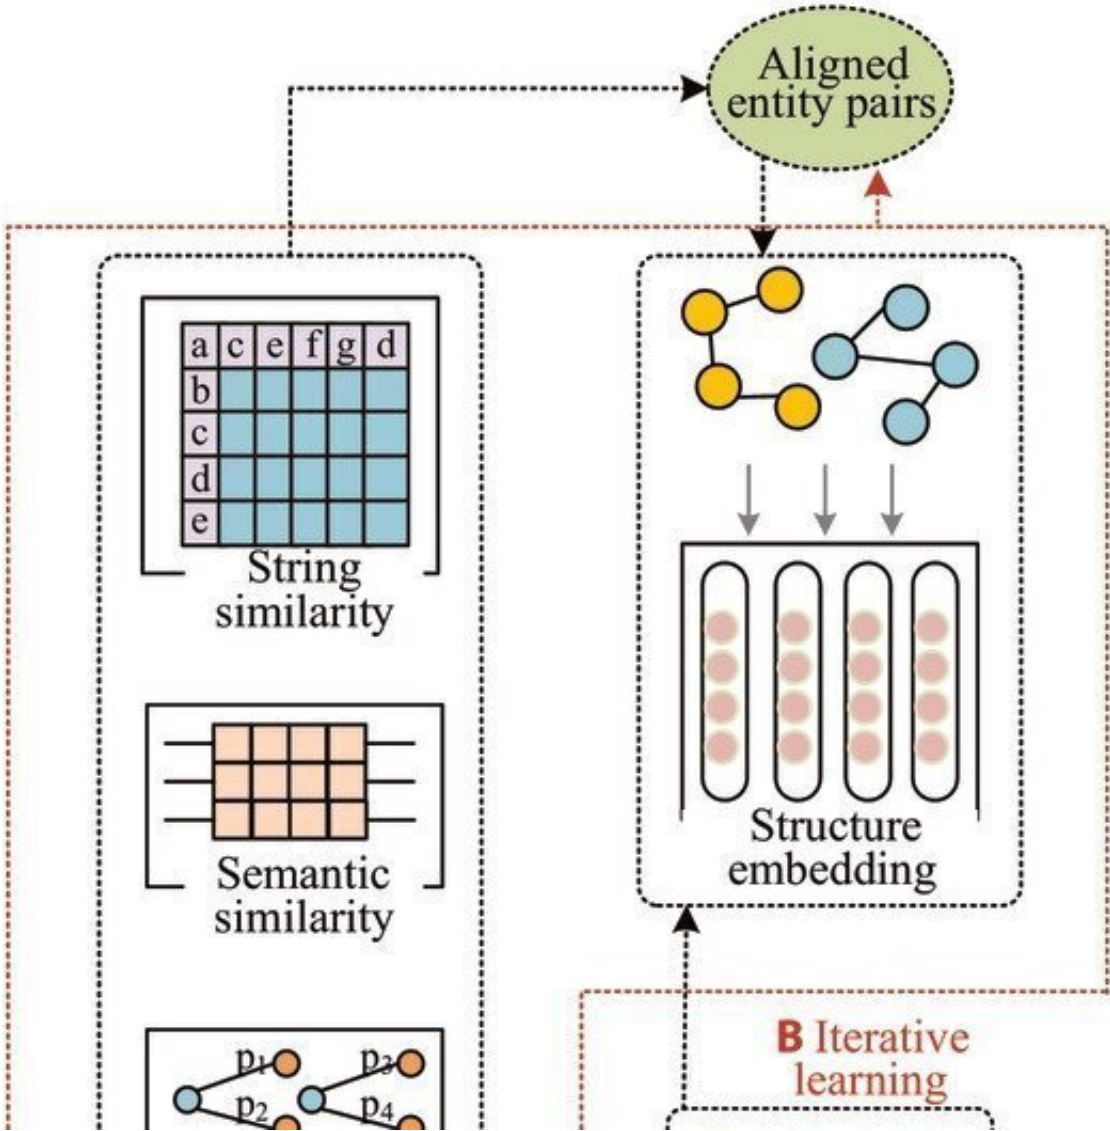 Aligned
entity pairs
a c e f g d
b
c
d
e
String
similarity
Semantic
similarity
Structure
embedding
B Iterative
learning
p1 p3
p2 p4